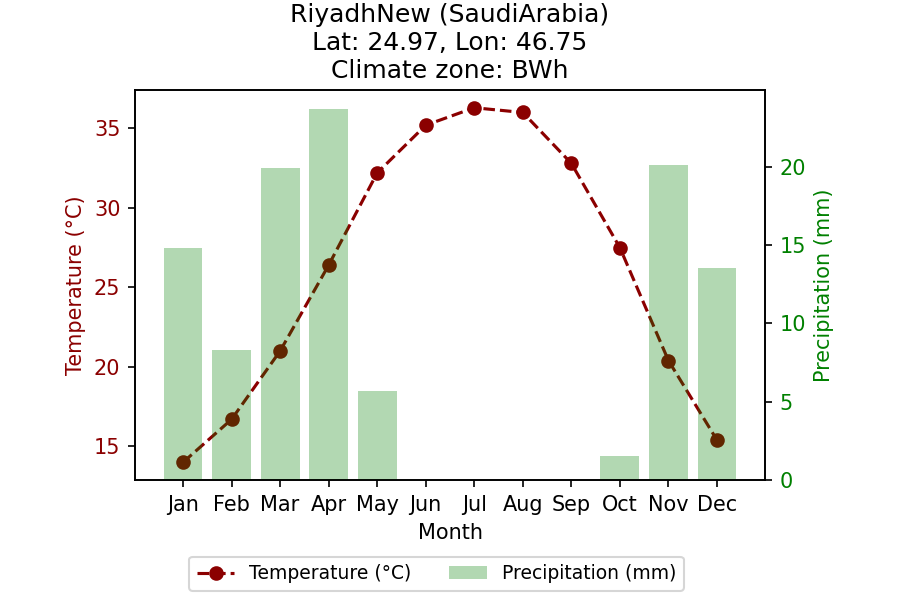 RiyadhNew (SaudiArabia)
Lat: 24.97, Lon: 46.75
Climate zone: BWh
Temperature (°C)
35
30
25
20
15
Precipitation (mm)
20
15
10
5
0
Jan Feb Mar Apr May Jun Jul Aug Sep Oct Nov Dec
Month
Temperature (°C) Precipitation (mm)